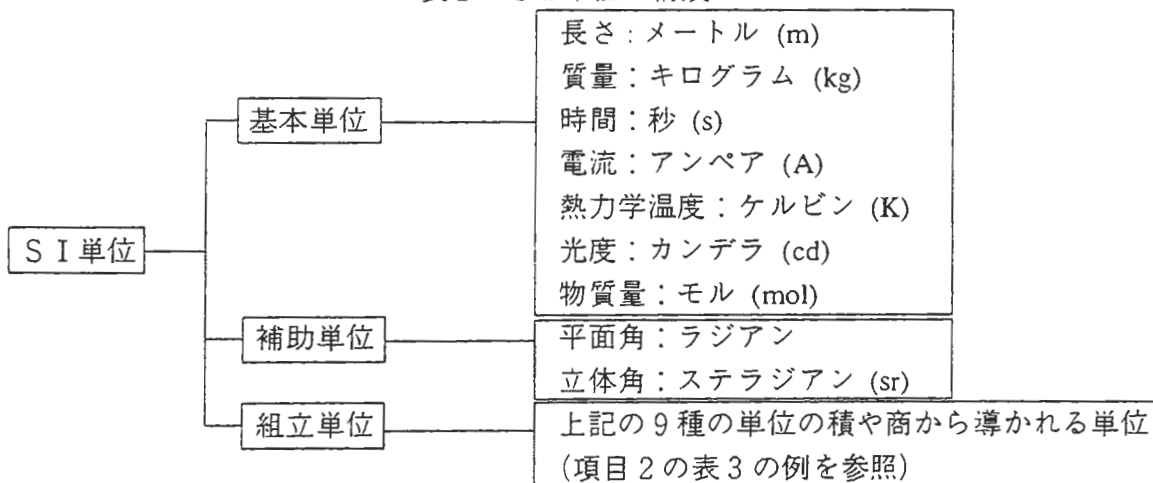 長さ：メートル (m)
質量：キログラム (kg)
基本単位
時間：秒 (s)
電流：アンペア (A)
熱力学温度：ケルビン (K)
ＳＩ単位
光度：カンデラ (cd)
物質量：モル (mol)
補助単位
平面角：ラジアン
立体角：ステラジアン (sr)
組立単位
上記の９種の単位の積や商から導かれる単位
(項目２の表３の例を参照)